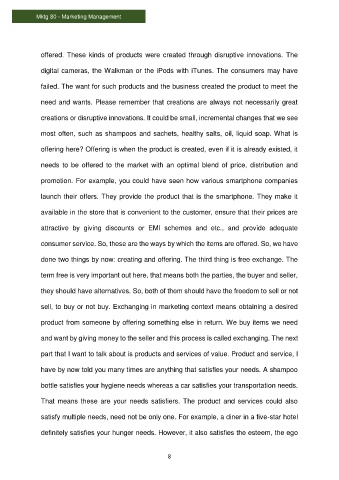 Mktg 80 - Marketing Management
offered. These kinds of products were created through disruptive innovations. The
digital cameras, the Walkman or the iPods with iTunes. The consumers may have
failed. The want for such products and the business created the product to meet the
need and wants. Please remember that creations are always not necessarily great
creations or disruptive innovations. It could be small, incremental changes that we see
most often, such as shampoos and sachets, healthy salts, oil, liquid soap. What is
offering here? Offering is when the product is created, even if it is already existed, it
needs to be offered to the market with an optimal blend of price, distribution and
promotion. For example, you could have seen how various smartphone companies
launch their offers. They provide the product that is the smartphone. They make it
available in the store that is convenient to the customer, ensure that their prices are
attractive by giving discounts or EMI schemes and etc., and provide adequate
consumer service. So, these are the ways by which the items are offered. So, we have
done two things by now: creating and offering. The third thing is free exchange. The
term free is very important out here, that means both the parties, the buyer and seller,
they should have alternatives. So, both of them should have the freedom to sell or not
sell, to buy or not buy. Exchanging in marketing context means obtaining a desired
product from someone by offering something else in return. We buy items we need
and want by giving money to the seller and this process is called exchanging. The next
part that I want to talk about is products and services of value. Product and service, I
have by now told you many times are anything that satisfies your needs. A shampoo
bottle satisfies your hygiene needs whereas a car satisfies your transportation needs.
That means these are your needs satisfiers. The product and services could also
satisfy multiple needs, need not be only one. For example, a diner in a five-star hotel
definitely satisfies your hunger needs. However, it also satisfies the esteem, the ego
8